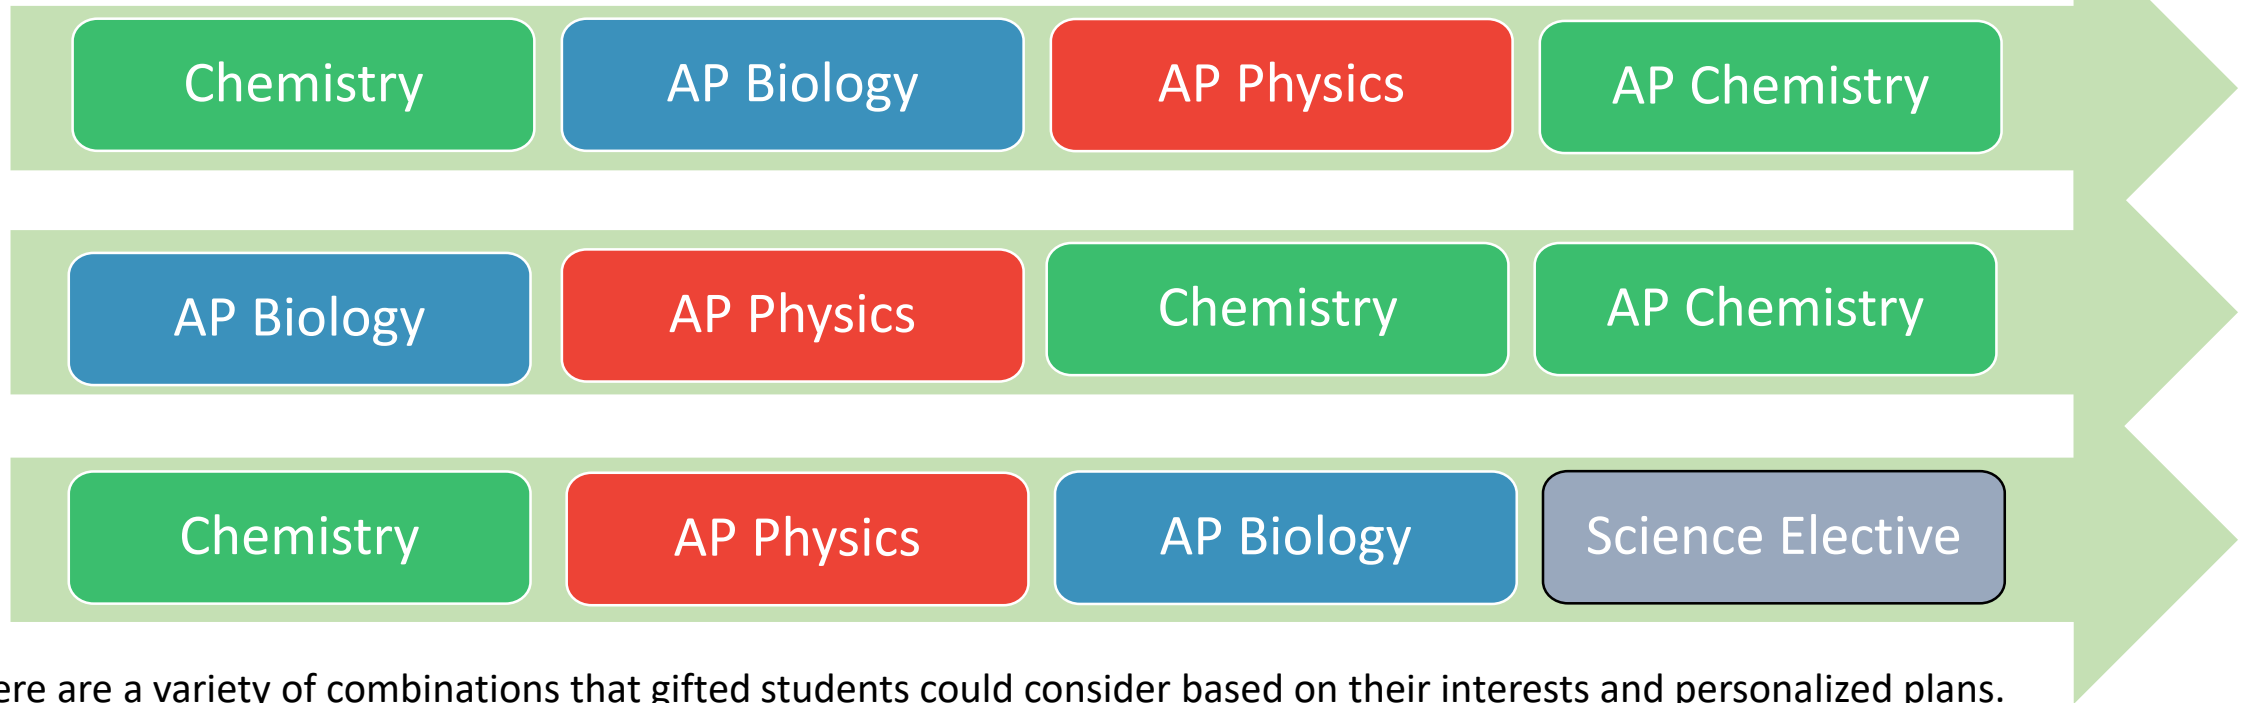 Chemistry AP Biology AP Physics AP Chemistry
AP Biology AP Physics Chemistry AP Chemistry
Chemistry AP Physics AP Biology Science Elective
are a variety of combinations that gifted students could consider based on their interests and personalized plans.